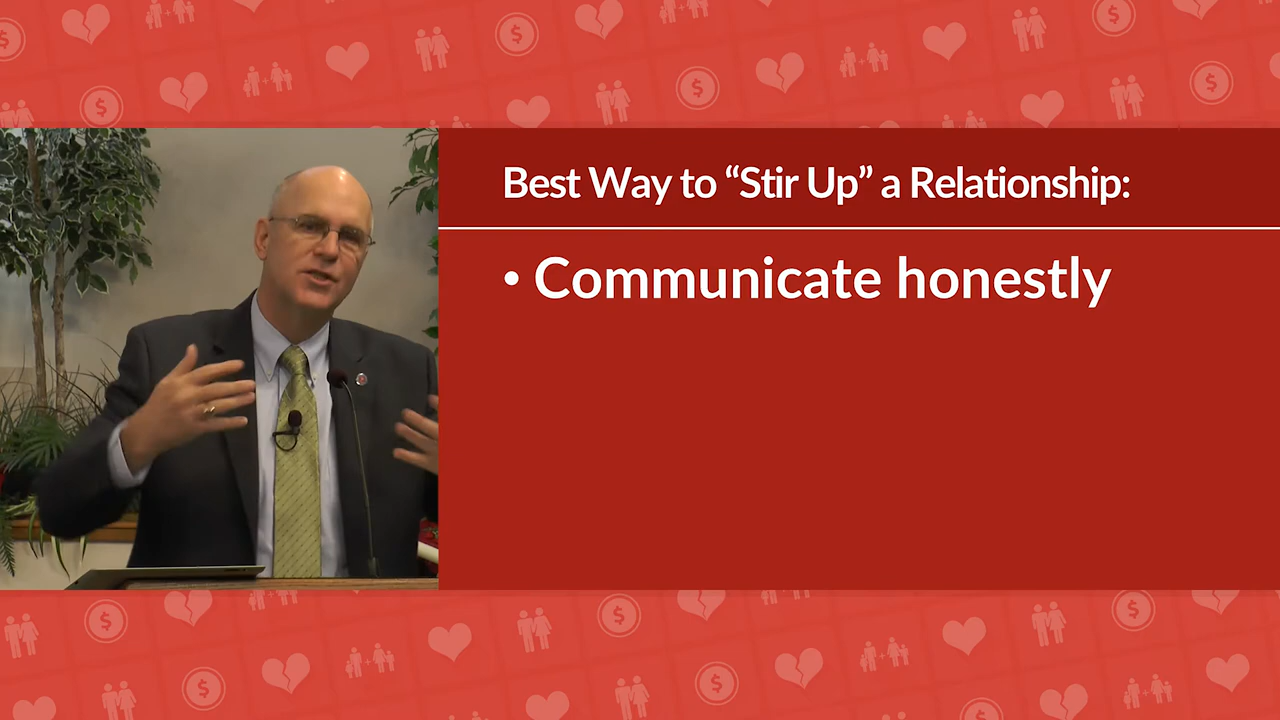 Best Way to “Stir Up” a Relationship:
• Communicate honestly